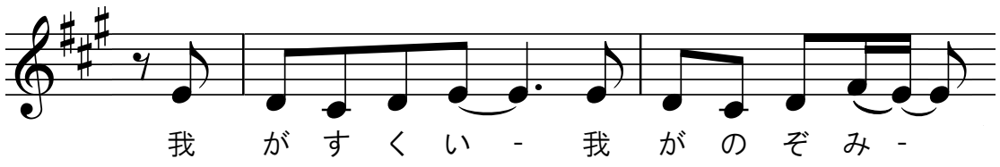 我 が す く い - 我 が の ぞ み -